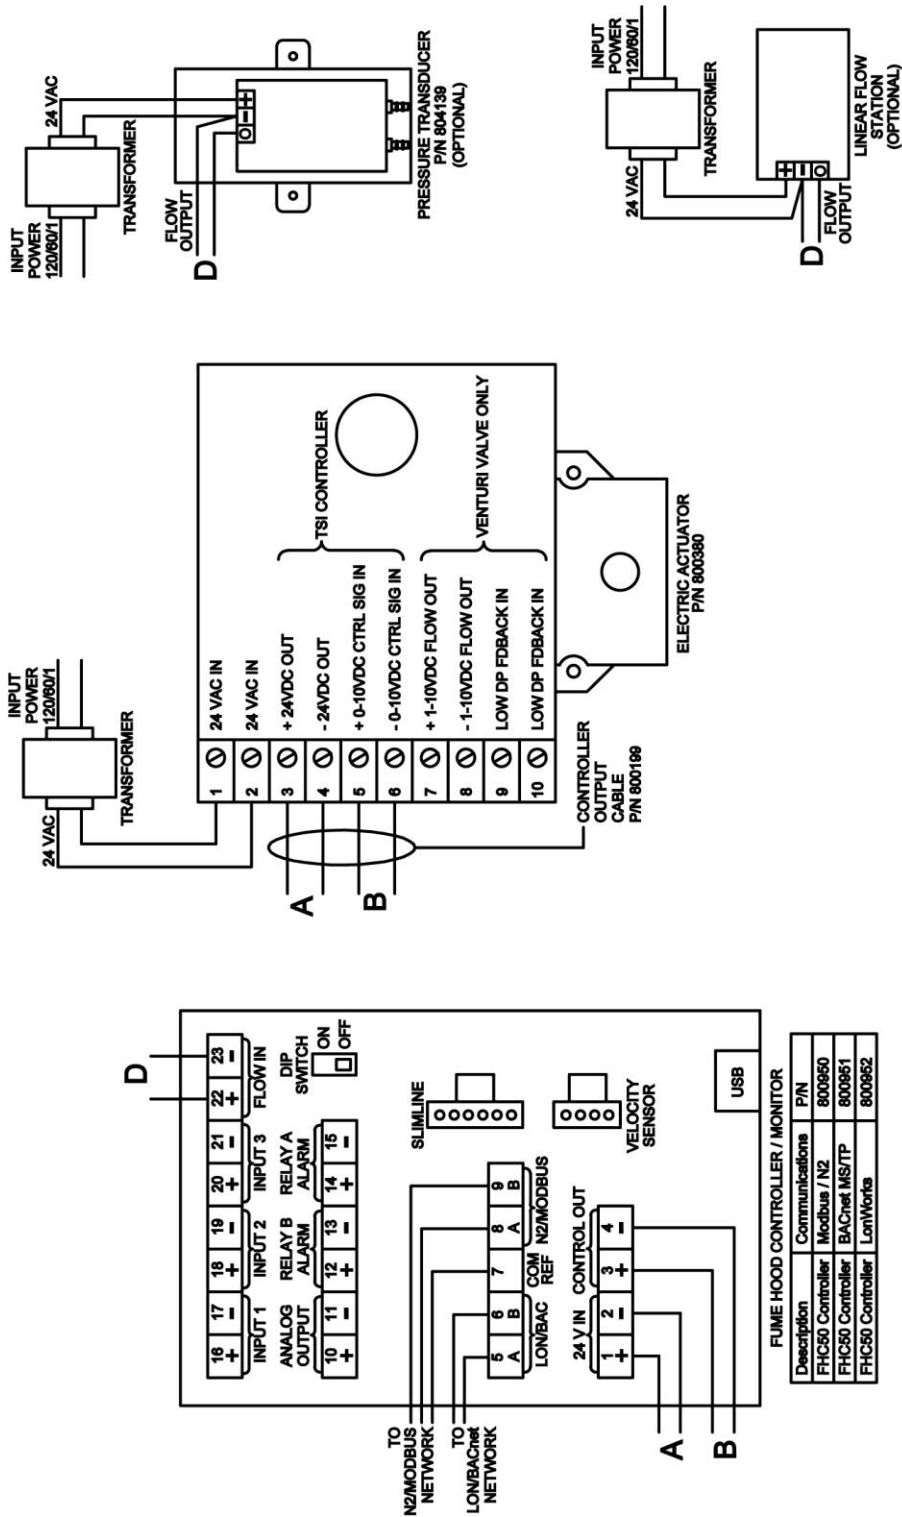 INPUT
POWER
120/60/1
24 VAC
TRANSFORMER
FLOW
OUTPUT
D
+
–
O
PRESSURE TRANSDUCER
P/N 804139
(OPTIONAL)
INPUT
POWER
120/60/1
TRANSFORMER
24 VAC
+
–
O
FLOW
OUTPUT
D
LINEAR FLOW
STATION
(OPTIONAL)
INPUT
POWER
120/60/1
24 VAC
TRANSFORMER
1 24 VAC IN
2 24 VAC IN
3 + 24VDC OUT
4 - 24VDC OUT
5 + 0-10VDC CTRL SIG IN
6 - 0-10VDC CTRL SIG IN
7 + 1-10VDC FLOW OUT
8 - 1-10VDC FLOW OUT
9 LOW DP FDBACK IN
10 LOW DP FDBACK IN
TSI CONTROLLER
VENTURI VALVE ONLY
A
B
CONTROLLER
OUTPUT
CABLE
P/N 800199
ELECTRIC ACTUATOR
P/N 800380
D
16 17 18 19 20 21 22 23
+ – + – + – + –
INPUT 1 INPUT 2 INPUT 3 FLOW IN
ANALOG
OUTPUT
RELAY B
ALARM
RELAY A
ALARM
10 11 12 13 14 15
+ – + – + –
DIP
SWITCH
ON
OFF
SLIMLINE
VELOCITY
SENSOR
USB
TO
N2/MODBUS
NETWORK
TO
LON/BACnet
NETWORK
5 6 7 8 9
A B A B
LON/BAC
COM
REF
N2/MODBUS
24 V IN CONTROL OUT
1 2 3 4
+ – + –
A
B
FUME HOOD CONTROLLER / MONITOR
Description Communications P/N
FHC50 Controller Modbus / N2 800950
FHC50 Controller BACnet MS/TP 800951
FHC50 Controller LonWorks 800952